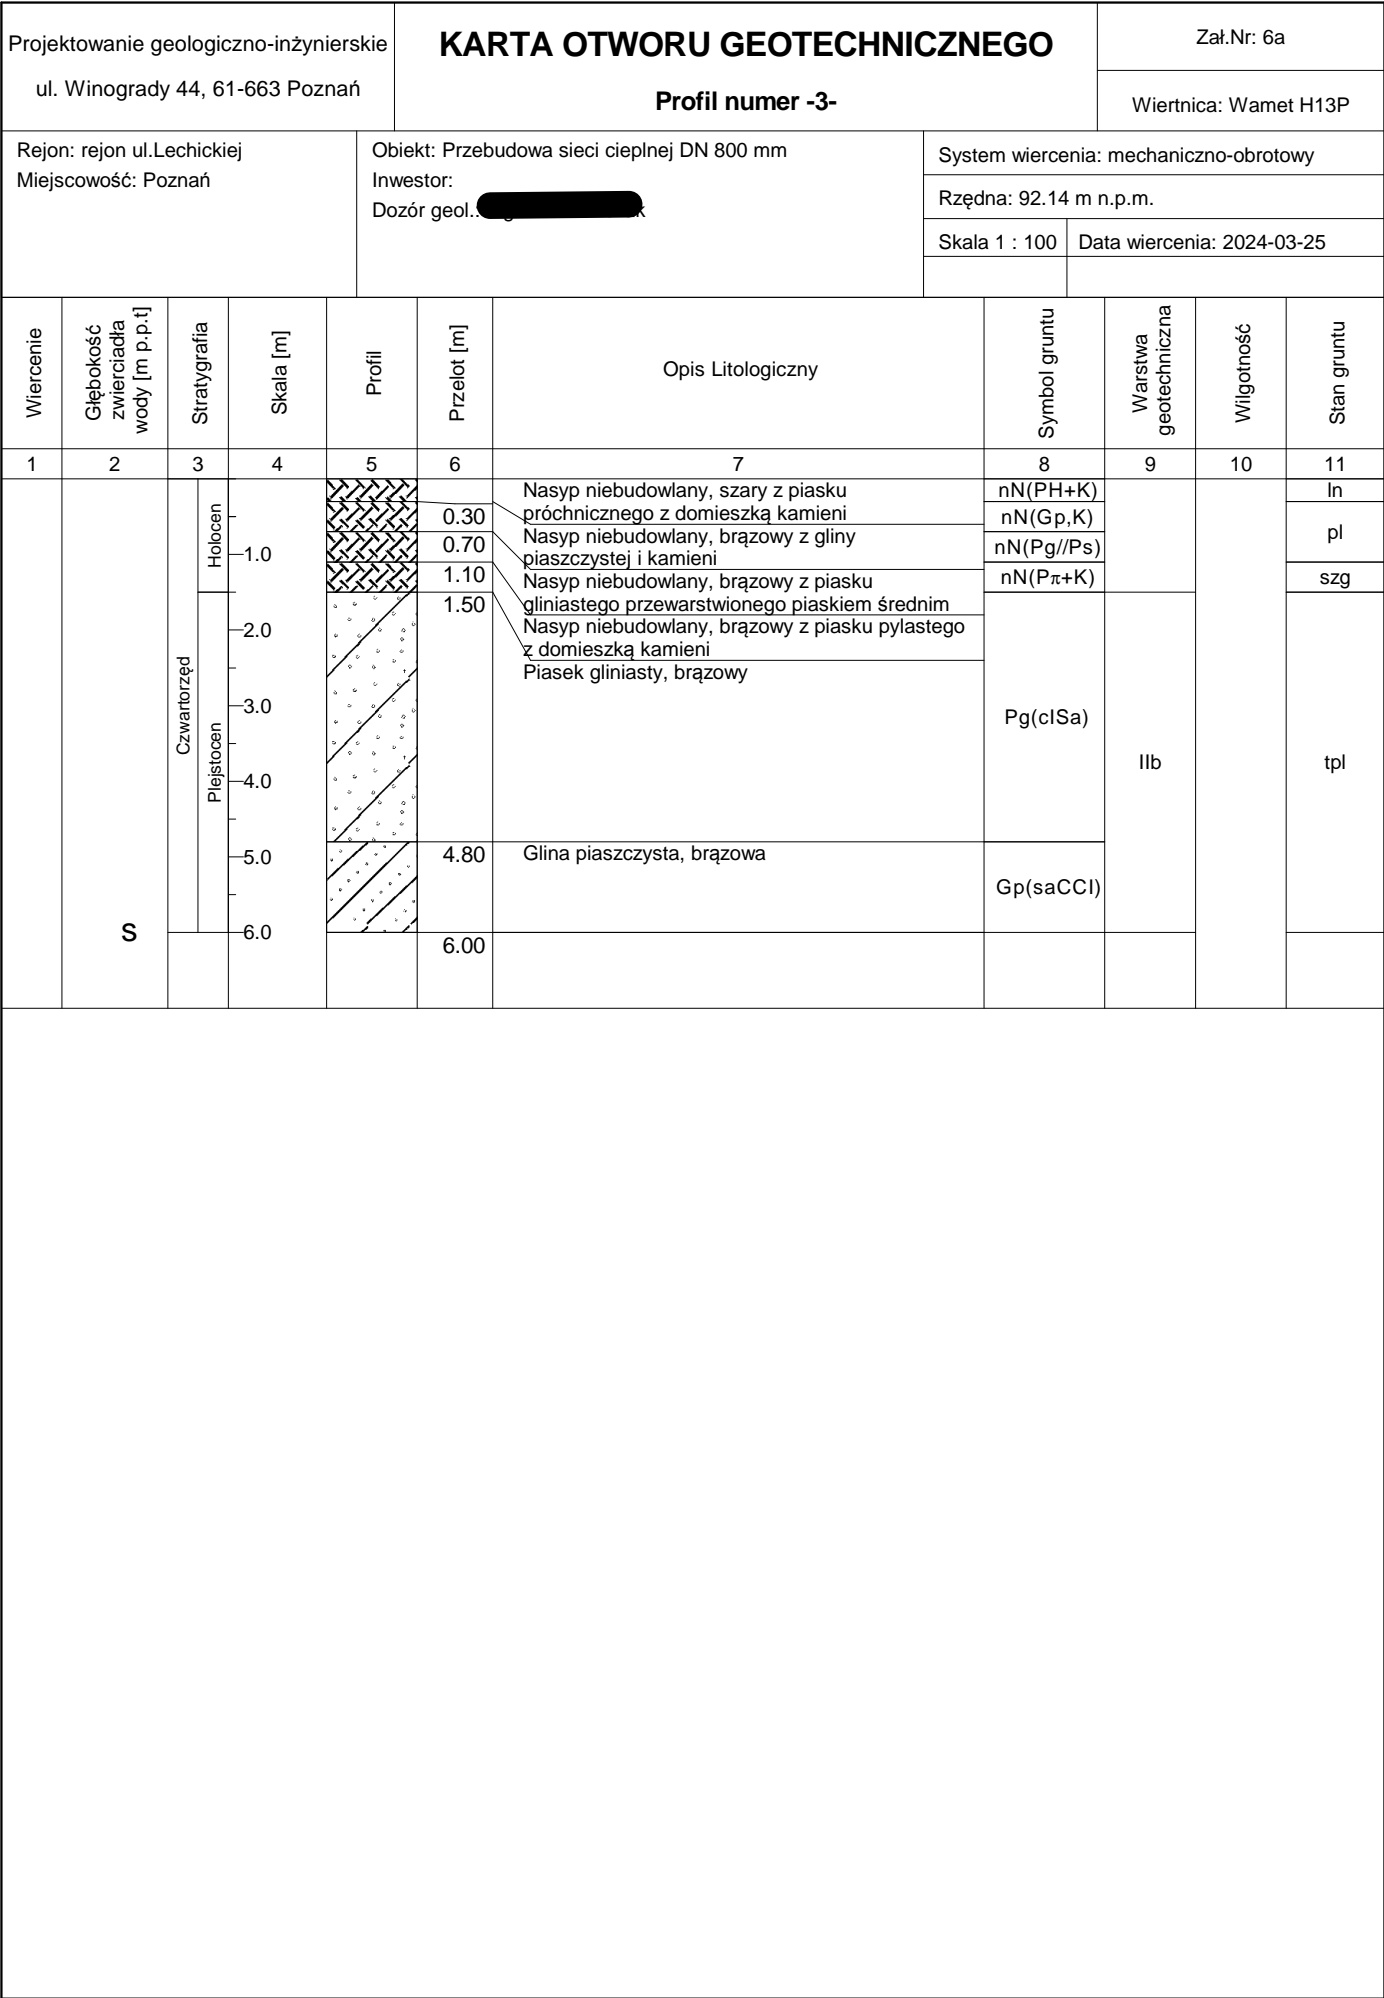 Projektowanie geologiczno-inżynierskie
ul. Winogrady 44, 61-663 Poznań
KARTA OTWORU GEOTECHNICZNEGO
Profil numer -3-
Zał.Nr: 6a
Wiertnica: Wamet H13P
Rejon: rejon ul.Lechickiej
Miejscowość: Poznań
Obiekt: Przebudowa sieci cieplnej DN 800 mm
Inwestor:
Dozór geol.:
System wiercenia: mechaniczno-obrotowy
Rzędna: 92.14 m n.p.m.
Skala 1 : 100
Data wiercenia: 2024-03-25
Wiercenie
Głębokość
zwierciadła
wody [m p.p.t]
Stratygrafia
Skala [m]
Profil
Przelot [m]
Opis Litologiczny
Symbol gruntu
Warstwa
geotechniczna
Wilgotność
Stan gruntu
1
2
3
4
5
6
7
8
9
10
11
Czwartorzęd
Holocen
Plejstocen
1.0
2.0
3.0
4.0
5.0
6.0
S
0.30
0.70
1.10
1.50
4.80
6.00
Nasyp niebudowlany, szary z piasku
próchnicznego z domieszką kamieni
Nasyp niebudowlany, brązowy z gliny
piaszczystej i kamieni
Nasyp niebudowlany, brązowy z piasku
gliniastego przewarstwionego piaskiem średnim
Nasyp niebudowlany, brązowy z piasku pylastego
z domieszką kamieni
Piasek gliniasty, brązowy
Glina piaszczysta, brązowa
nN(PH+K)
nN(Gp,K)
nN(Pg//Ps)
nN(Pπ+K)
Pg(clSa)
Gp(saCCl)
IIb
ln
pl
szg
tpl